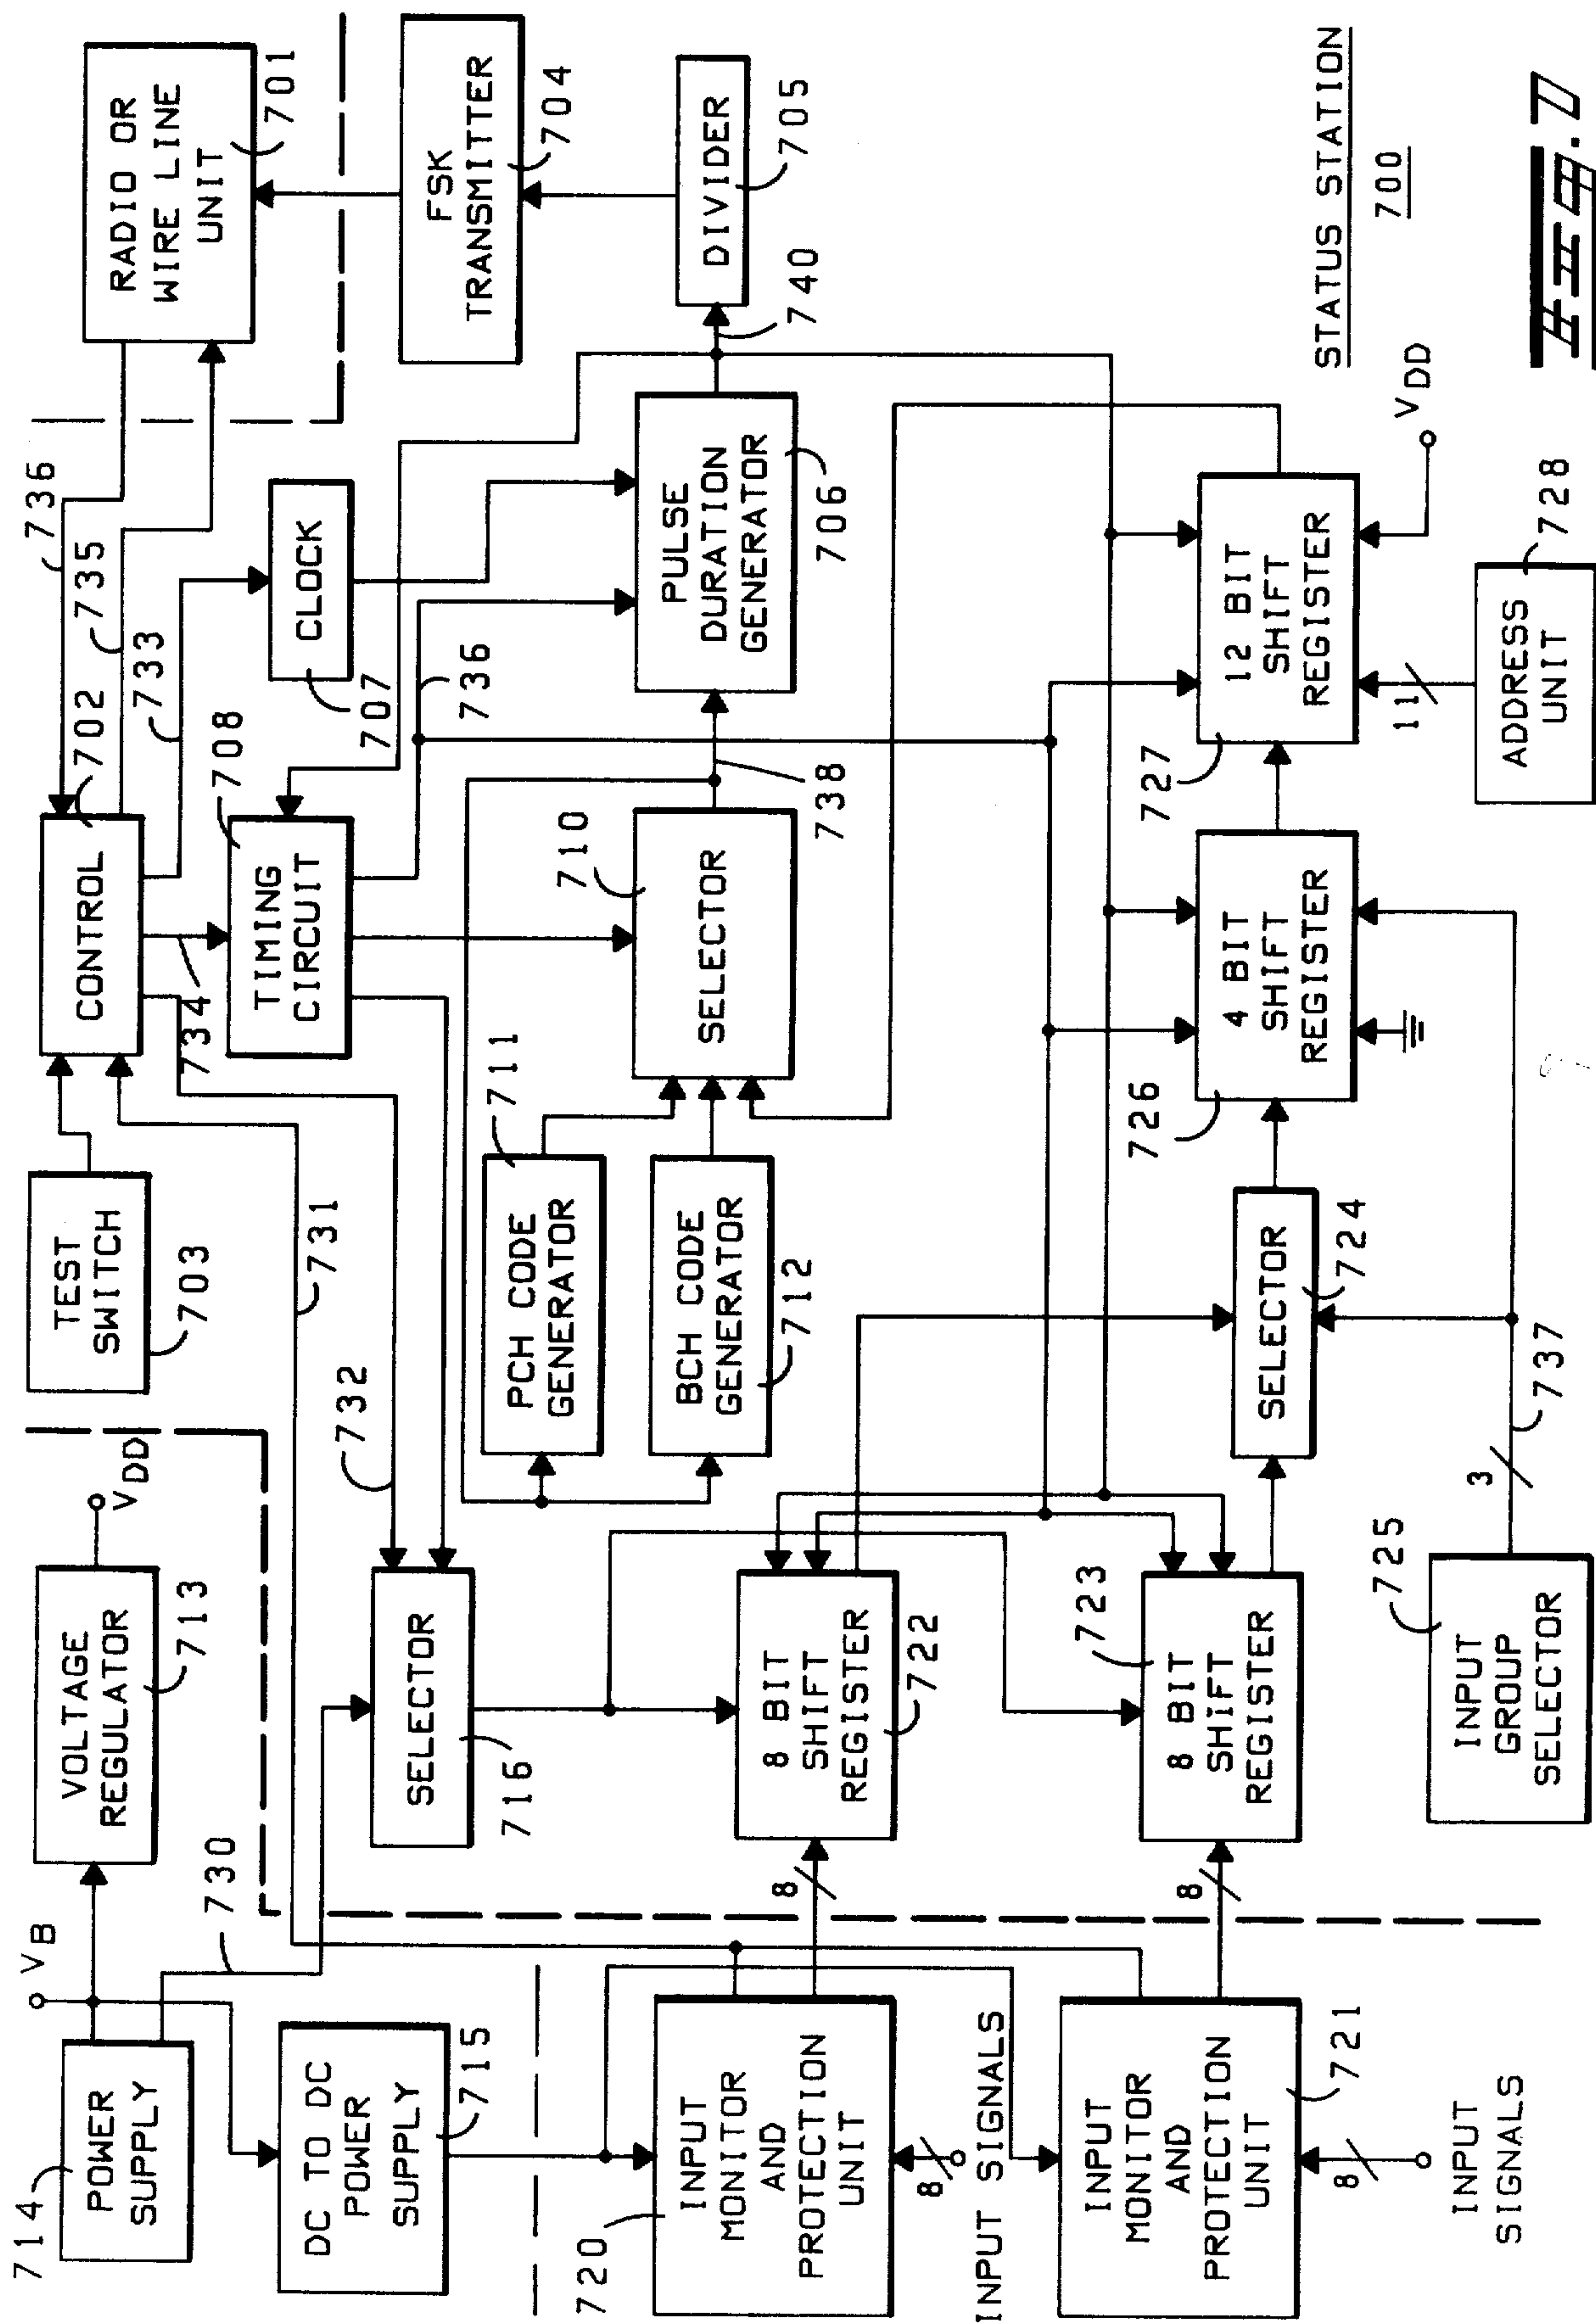 714
POWER
SUPPLY
VB
730
VOLTAGE
REGULATOR
713
VDD
TEST
SWITCH
703
731
732
CONTROL
702
734
733
735
736
RADIO OR
WIRE LINE
UNIT
701
DC TO DC
POWER
SUPPLY
715
SELECTOR
716
TIMING
CIRCUIT
708
CLOCK
707
736
FSK
TRANSMITTER
704
PCH CODE
GENERATOR
711
BCH CODE
GENERATOR
712
SELECTOR
710
738
PULSE
DURATION
GENERATOR
706
740
DIVIDER
705
720
INPUT
MONITOR
AND
PROTECTION
UNIT
8
INPUT SIGNALS
8
8 BIT
SHIFT
REGISTER
722
INPUT
MONITOR
AND
PROTECTION
UNIT
721
8
INPUT
SIGNALS
8
8 BIT
SHIFT
REGISTER
723
SELECTOR
724
4 BIT
SHIFT
REGISTER
726
12 BIT
SHIFT
REGISTER
727
VDD
11
ADDRESS
UNIT
728
INPUT
GROUP
SELECTOR
725
3
737
STATUS STATION
700
Fig. 7